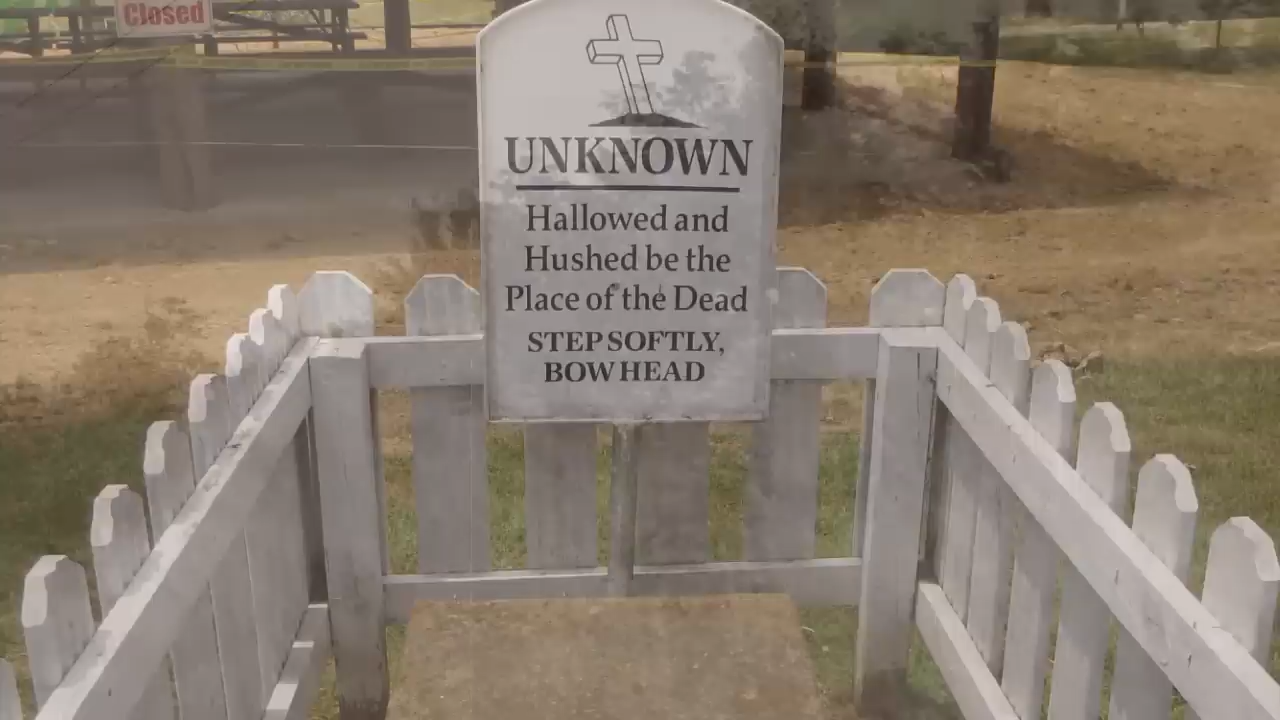 Closed
UNKNOWN
Hallowed and
Hushed be the
Place of the Dead
STEP SOFTLY,
BOW HEAD